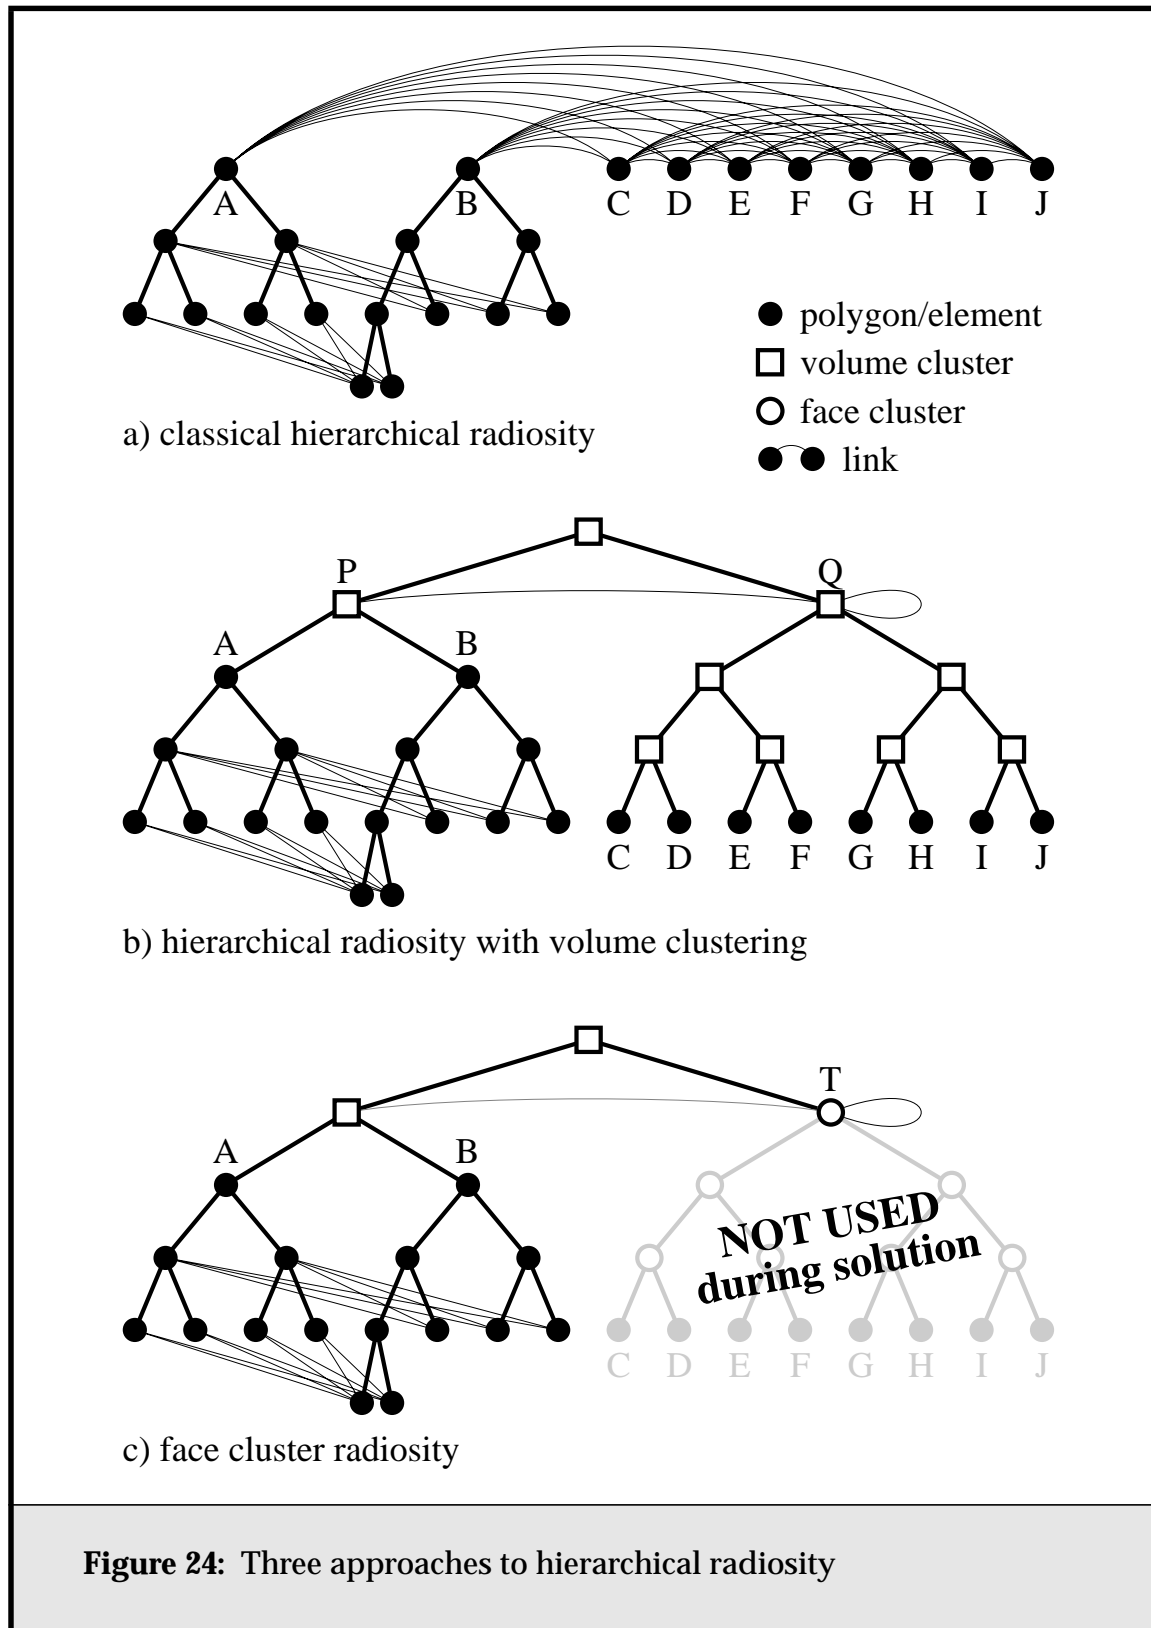 A B C D E F G H I J
polygon/element
volume cluster
face cluster
link
a) classical hierarchical radiosity
P Q
A B
C D E F G H I J
b) hierarchical radiosity with volume clustering
T
A B
NOT USED
during solution
C D E F G H I J
c) face cluster radiosity
Figure 24: Three approaches to hierarchical radiosity